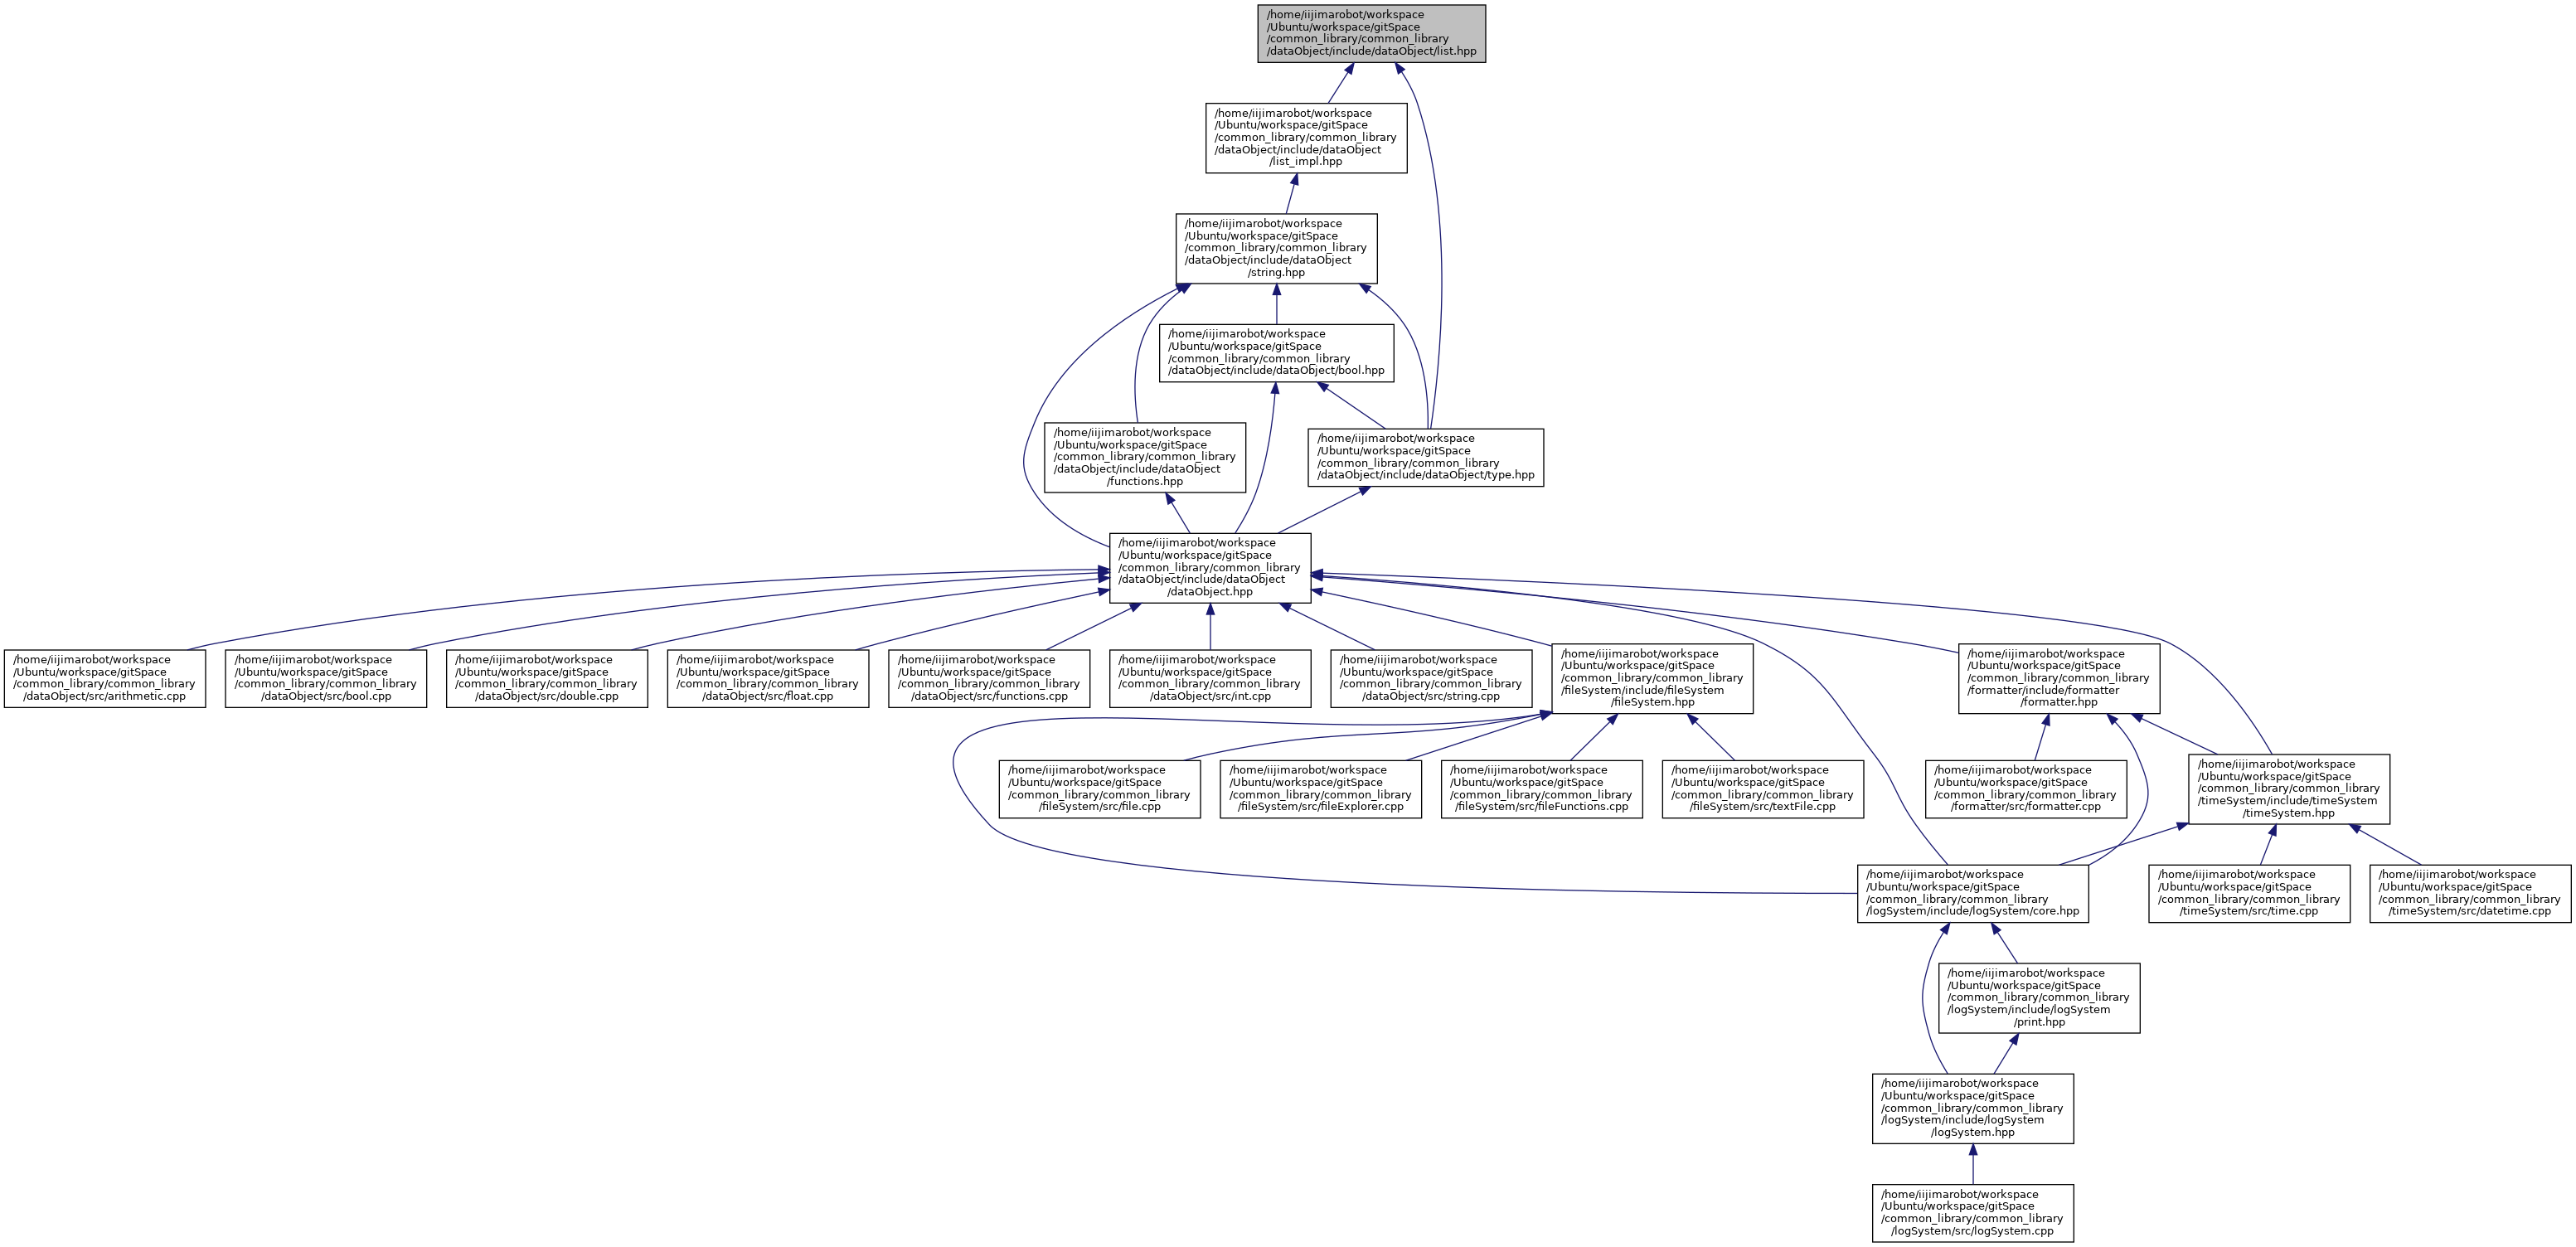 /home/iijimarobot/workspace
/Ubuntu/workspace/gitSpace
/common_library/common_library
/dataObject/include/dataObject/list.hpp
/home/iijimarobot/workspace
/Ubuntu/workspace/gitSpace
/common_library/common_library
/dataObject/include/dataObject
/list_impl.hpp
/home/iijimarobot/workspace
/Ubuntu/workspace/gitSpace
/common_library/common_library
/dataObject/include/dataObject
/string.hpp
/home/iijimarobot/workspace
/Ubuntu/workspace/gitSpace
/common_library/common_library
/dataObject/include/dataObject/bool.hpp
/home/iijimarobot/workspace
/Ubuntu/workspace/gitSpace
/common_library/common_library
/dataObject/include/dataObject
/functions.hpp
/home/iijimarobot/workspace
/Ubuntu/workspace/gitSpace
/common_library/common_library
/dataObject/include/dataObject/type.hpp
/home/iijimarobot/workspace
/Ubuntu/workspace/gitSpace
/common_library/common_library
/dataObject/include/dataObject
/dataObject.hpp
/home/iijimarobot/workspace
/Ubuntu/workspace/gitSpace
/common_library/common_library
/dataObject/src/arithmetic.cpp
/home/iijimarobot/workspace
/Ubuntu/workspace/gitSpace
/common_library/common_library
/dataObject/src/bool.cpp
/home/iijimarobot/workspace
/Ubuntu/workspace/gitSpace
/common_library/common_library
/dataObject/src/double.cpp
/home/iijimarobot/workspace
/Ubuntu/workspace/gitSpace
/common_library/common_library
/dataObject/src/float.cpp
/home/iijimarobot/workspace
/Ubuntu/workspace/gitSpace
/common_library/common_library
/dataObject/src/functions.cpp
/home/iijimarobot/workspace
/Ubuntu/workspace/gitSpace
/common_library/common_library
/dataObject/src/int.cpp
/home/iijimarobot/workspace
/Ubuntu/workspace/gitSpace
/common_library/common_library
/dataObject/src/string.cpp
/home/iijimarobot/workspace
/Ubuntu/workspace/gitSpace
/common_library/common_library
/fileSystem/include/fileSystem
/fileSystem.hpp
/home/iijimarobot/workspace
/Ubuntu/workspace/gitSpace
/common_library/common_library
/formatter/include/formatter
/formatter.hpp
/home/iijimarobot/workspace
/Ubuntu/workspace/gitSpace
/common_library/common_library
/fileSystem/src/file.cpp
/home/iijimarobot/workspace
/Ubuntu/workspace/gitSpace
/common_library/common_library
/fileSystem/src/fileExplorer.cpp
/home/iijimarobot/workspace
/Ubuntu/workspace/gitSpace
/common_library/common_library
/fileSystem/src/fileFunctions.cpp
/home/iijimarobot/workspace
/Ubuntu/workspace/gitSpace
/common_library/common_library
/fileSystem/src/textFile.cpp
/home/iijimarobot/workspace
/Ubuntu/workspace/gitSpace
/common_library/common_library
/formatter/src/formatter.cpp
/home/iijimarobot/workspace
/Ubuntu/workspace/gitSpace
/common_library/common_library
/timeSystem/include/timeSystem
/timeSystem.hpp
/home/iijimarobot/workspace
/Ubuntu/workspace/gitSpace
/common_library/common_library
/logSystem/include/logSystem/core.hpp
/home/iijimarobot/workspace
/Ubuntu/workspace/gitSpace
/common_library/common_library
/timeSystem/src/time.cpp
/home/iijimarobot/workspace
/Ubuntu/workspace/gitSpace
/common_library/common_library
/timeSystem/src/datetime.cpp
/home/iijimarobot/workspace
/Ubuntu/workspace/gitSpace
/common_library/common_library
/logSystem/include/logSystem
/print.hpp
/home/iijimarobot/workspace
/Ubuntu/workspace/gitSpace
/common_library/common_library
/logSystem/include/logSystem
/logSystem.hpp
/home/iijimarobot/workspace
/Ubuntu/workspace/gitSpace
/common_library/common_library
/logSystem/src/logSystem.cpp